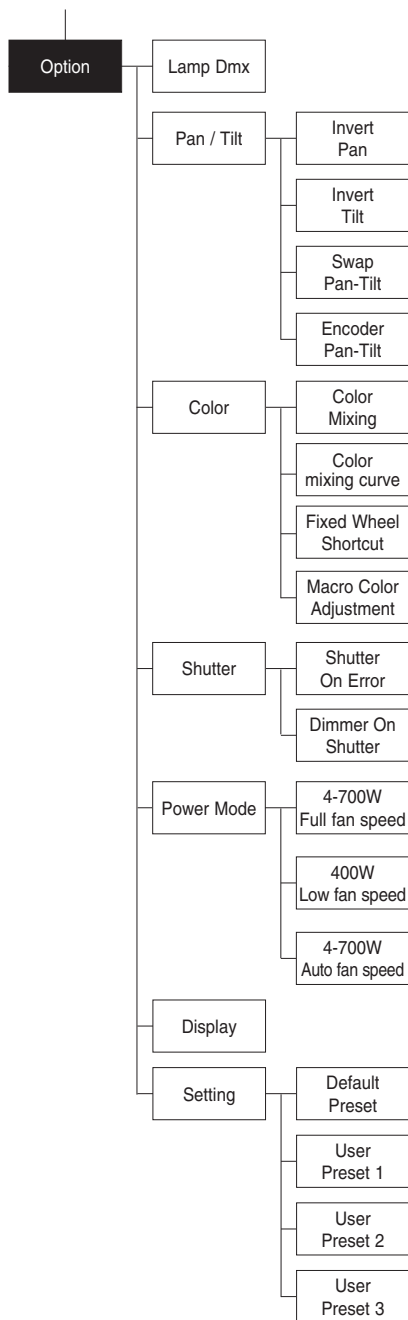 Option
Lamp Dmx
Pan / Tilt
Invert
Pan
Invert
Tilt
Swap
Pan-Tilt
Encoder
Pan-Tilt
Color
Color
Mixing
Color
mixing curve
Fixed Wheel
Shortcut
Macro Color
Adjustment
Shutter
Shutter
On Error
Dimmer On
Shutter
Power Mode
4-700W
Full fan speed
400W
Low fan speed
4-700W
Auto fan speed
Display
Setting
Default
Preset
User
Preset 1
User
Preset 2
User
Preset 3